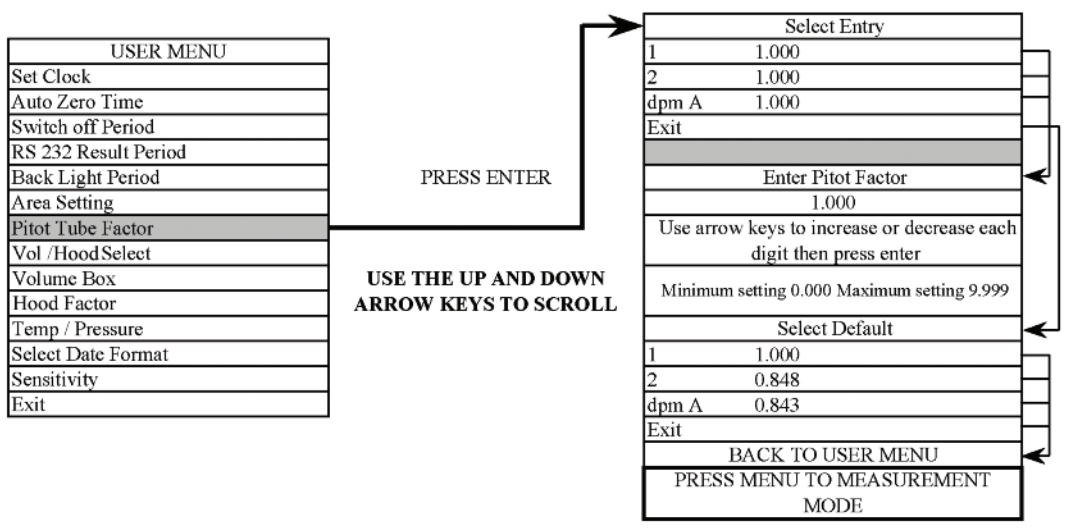 USER MENU
Set Clock
Auto Zero Time
Switch off Period
RS 232 Result Period
Back Light Period
Area Setting
Pitot Tube Factor
Vol /Hood Select
Volume Box
Hood Factor
Temp / Pressure
Select Date Format
Sensitivity
Exit
PRESS ENTER
USE THE UP AND DOWN
ARROW KEYS TO SCROLL
Select Entry
1 1.000
2 1.000
dpm A 1.000
Exit
Enter Pitot Factor
1.000
Use arrow keys to increase or decrease each
digit then press enter
Minimum setting 0.000 Maximum setting 9.999
Select Default
1 1.000
2 0.848
dpm A 0.843
Exit
BACK TO USER MENU
PRESS MENU TO MEASUREMENT
MODE